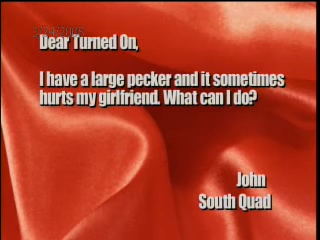 Dear Turned On,
I have a large pecker and it sometimes
hurts my girlfriend. What can I do?
John
South Quad